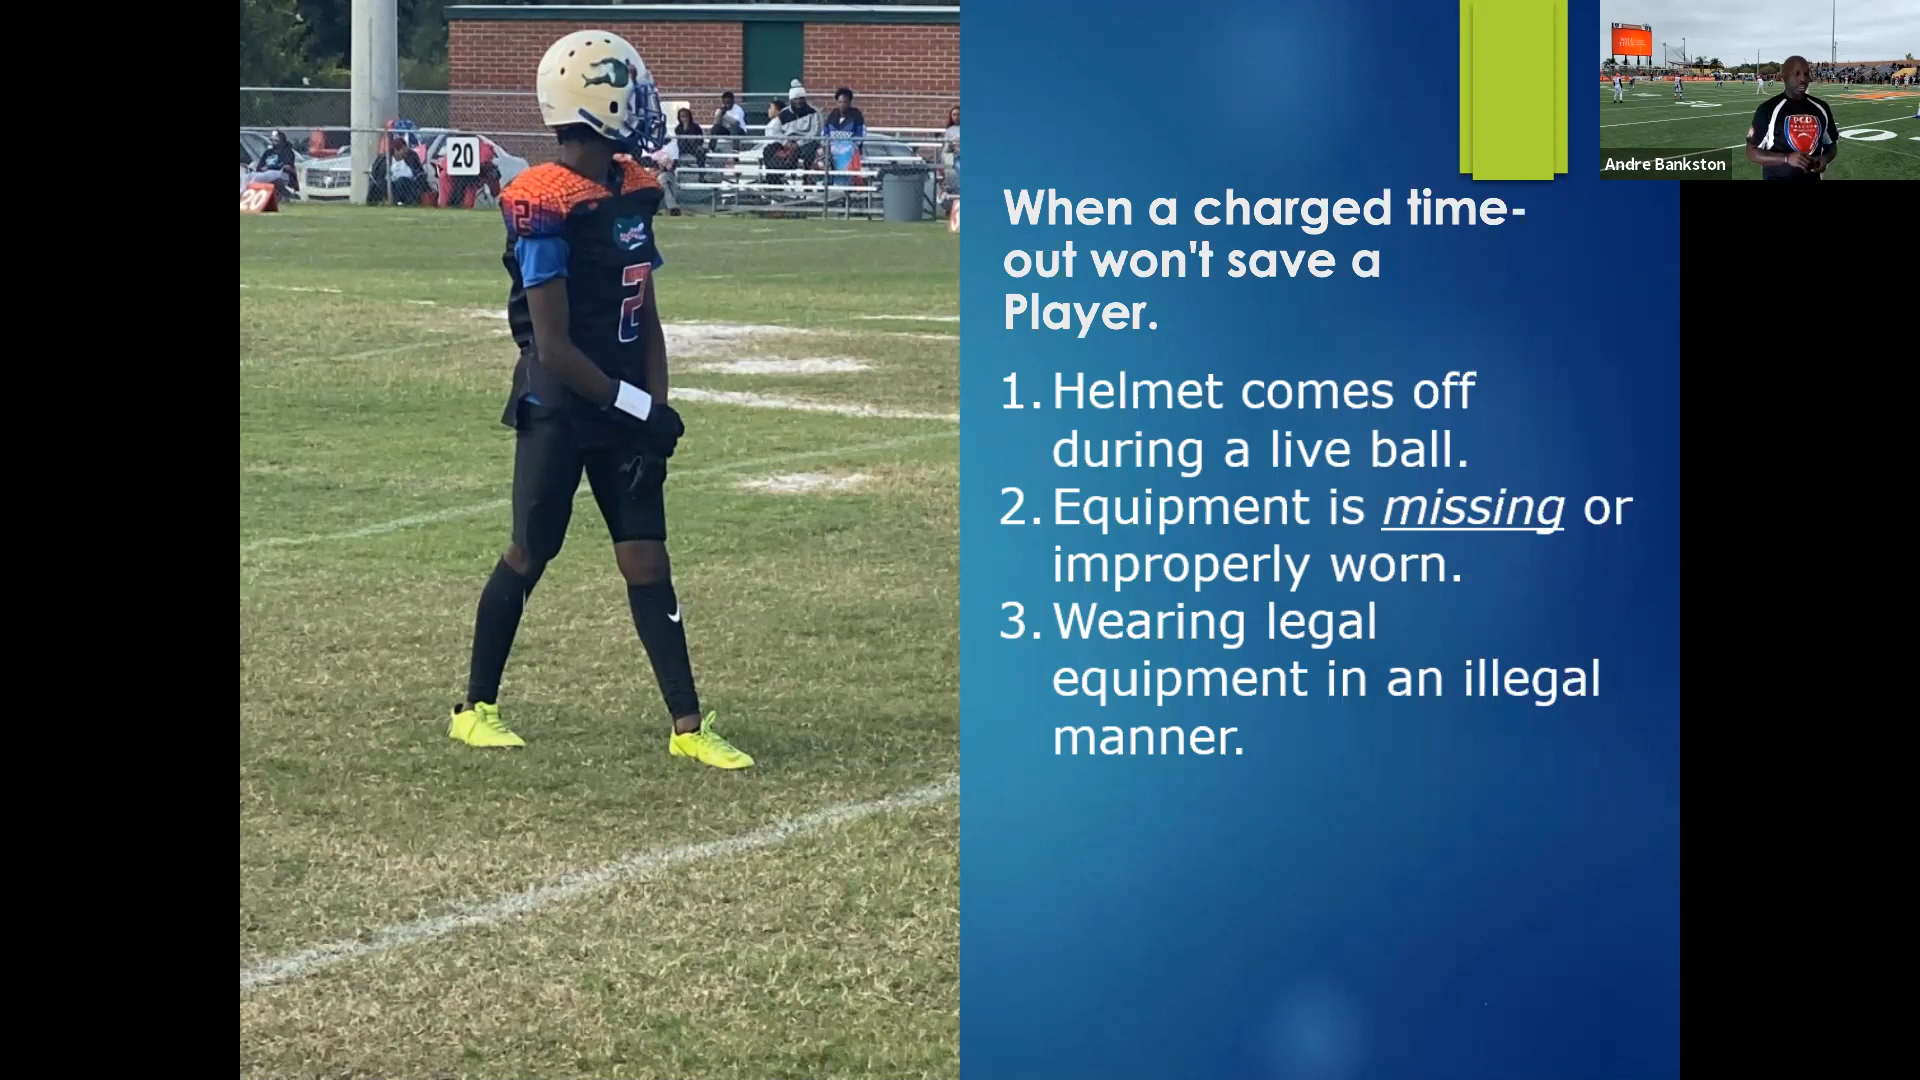 When a charged time-
out won't save a
Player.
1. Helmet comes off
during a live ball.
2. Equipment is missing or
improperly worn.
3. Wearing legal
equipment in an illegal
manner.
Andre Bankston
20
20
2
2
PCD